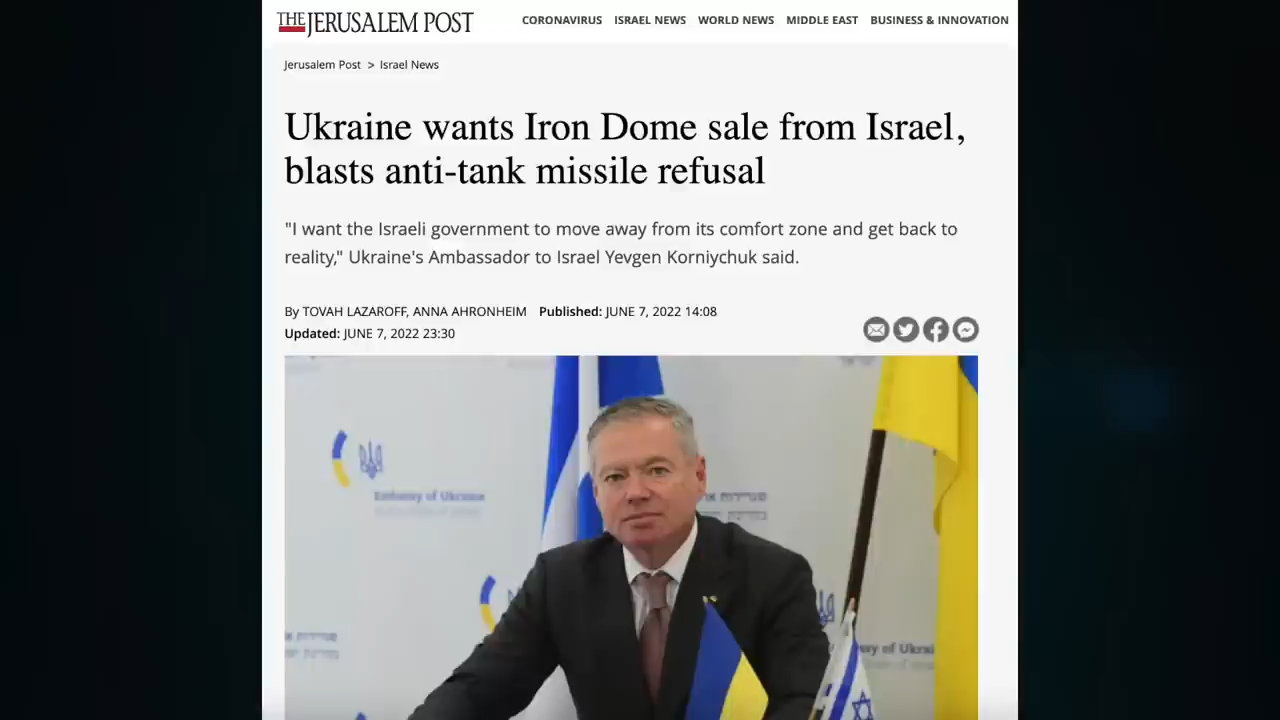 THE JERUSALEM POST
CORONAVIRUS ISRAEL NEWS WORLD NEWS MIDDLE EAST BUSINESS & INNOVATION
Jerusalem Post > Israel News
Ukraine wants Iron Dome sale from Israel,
blasts anti-tank missile refusal
"I want the Israeli government to move away from its comfort zone and get back to
reality," Ukraine's Ambassador to Israel Yevgen Korniychuk said.
By TOVAH LAZAROFF, ANNA AHRONHEIM Published: JUNE 7, 2022 14:08
Updated: JUNE 7, 2022 23:30
Embassy of Ukraine